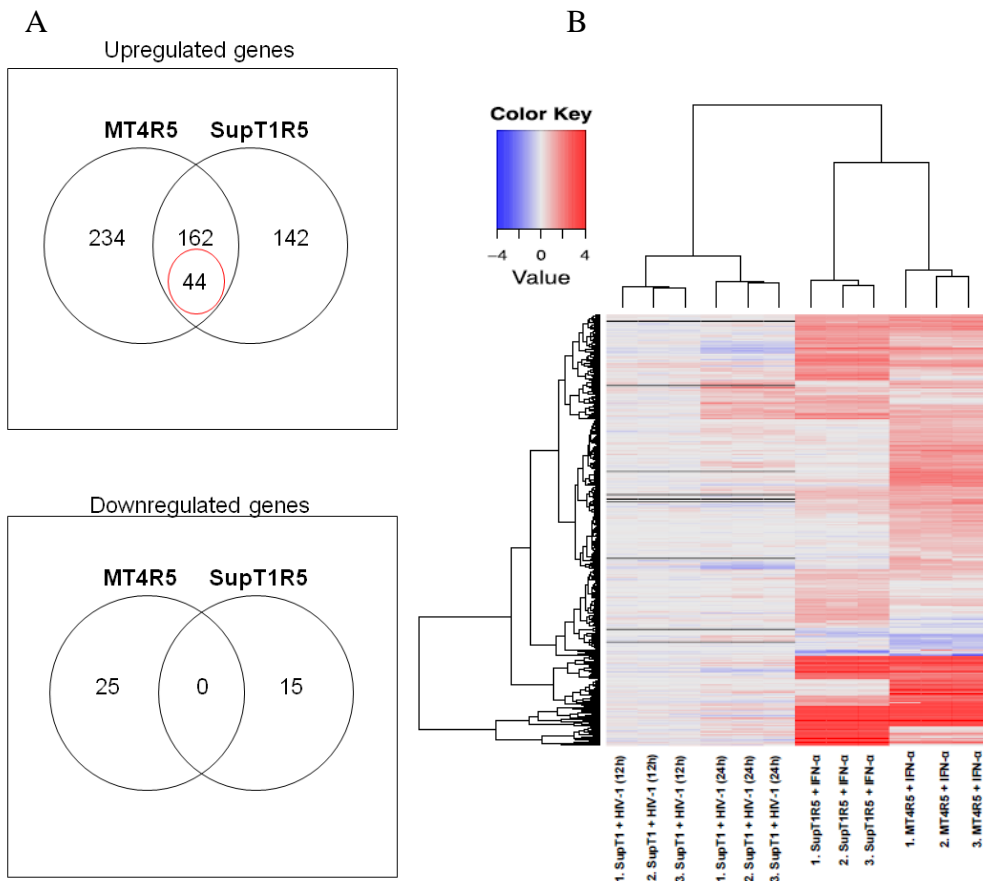 A
Upregulated genes
MT4R5 SupT1R5
234 162 142
44
Downregulated genes
MT4R5 SupT1R5
25 0 15
B
Color Key
−4 −2 0 2 4
Value
1. SupT1 + HIV-1 (12h)
2. SupT1 + HIV-1 (12h)
3. SupT1 + HIV-1 (12h)
1. SupT1 + HIV-1 (24h)
2. SupT1 + HIV-1 (24h)
3. SupT1 + HIV-1 (24h)
1. SupT1R5 + IFN-α
2. SupT1R5 + IFN-α
3. SupT1R5 + IFN-α
1. MT4R5 + IFN-α
2. MT4R5 + IFN-α
3. MT4R5 + IFN-α